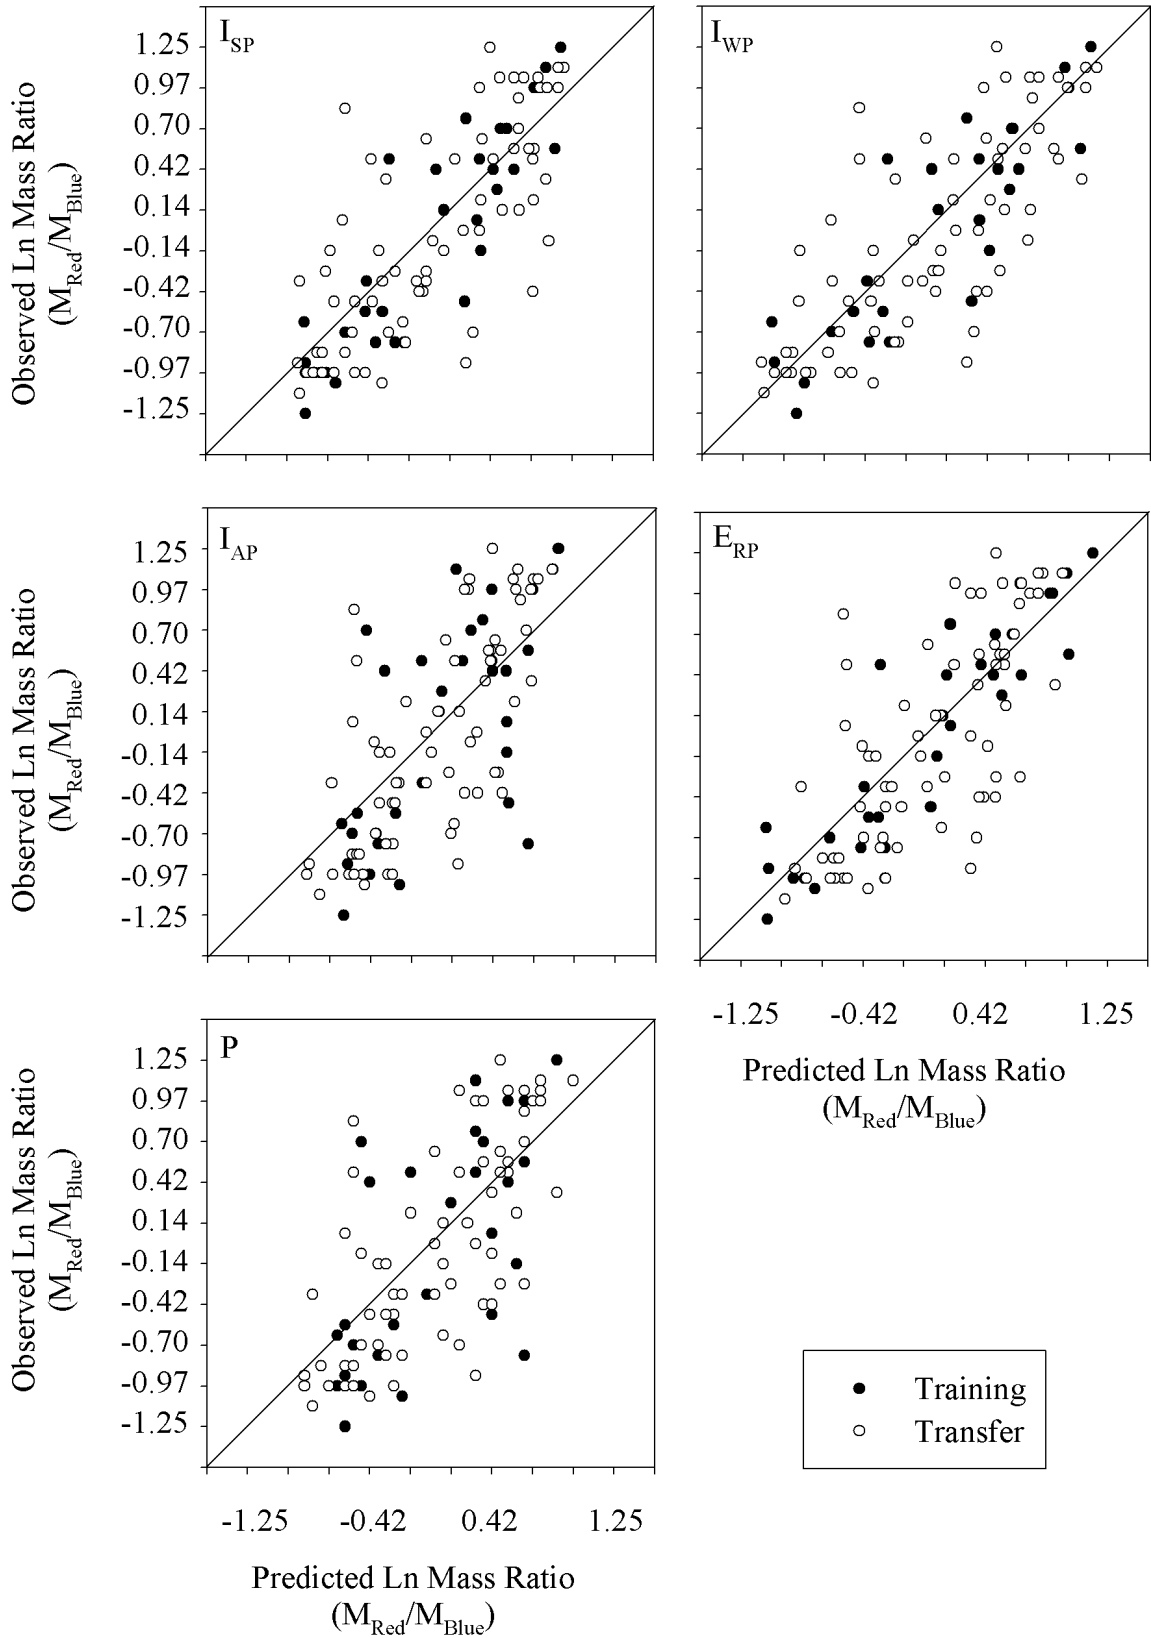 I_SP
1.25
0.97
0.70
0.42
0.14
-0.14
-0.42
-0.70
-0.97
-1.25
Observed Ln Mass Ratio
(M_Red/M_Blue)
I_WP
I_AP
1.25
0.97
0.70
0.42
0.14
-0.14
-0.42
-0.70
-0.97
-1.25
Observed Ln Mass Ratio
(M_Red/M_Blue)
E_RP
-1.25 -0.42 0.42 1.25
Predicted Ln Mass Ratio
(M_Red/M_Blue)
P
1.25
0.97
0.70
0.42
0.14
-0.14
-0.42
-0.70
-0.97
-1.25
Observed Ln Mass Ratio
(M_Red/M_Blue)
-1.25 -0.42 0.42 1.25
Predicted Ln Mass Ratio
(M_Red/M_Blue)
Training
Transfer